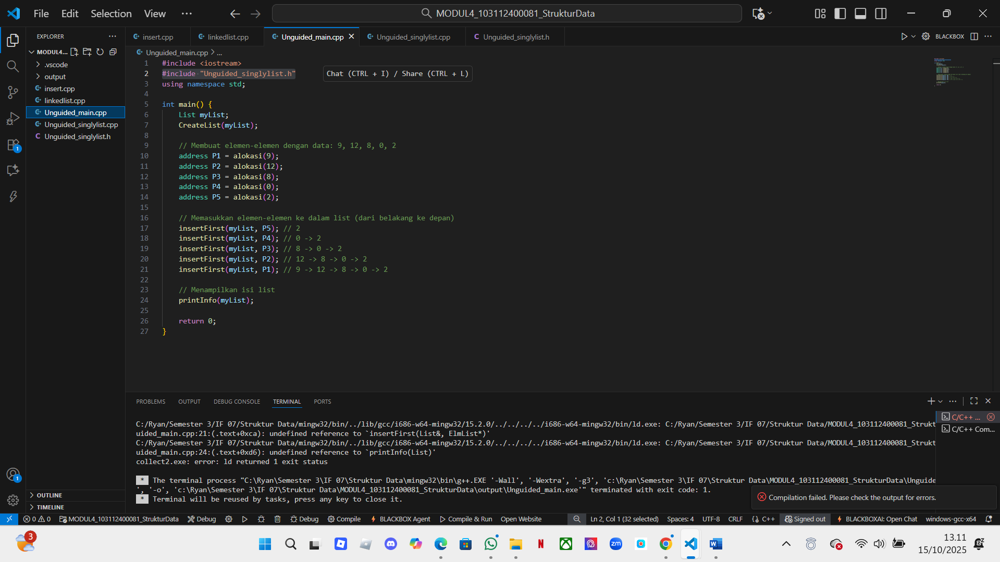 File Edit Selection View ··· MODUL4_103112400081_StrukturData
EXPLORER ···
MODUL4...
.vscode
output
insert.cpp
linkedlist.cpp
Unguided_main.cpp
Unguided_singlylist.cpp
Unguided_singlylist.h
OUTLINE
TIMELINE
1
1
insert.cpp linkedlist.cpp Unguided_main.cpp Unguided_singlylist.cpp Unguided_singlylist.h BLACKBOX ···
Unguided_main.cpp > ...
1 #include <iostream>
2 #include "Unguided_singlylist.h" Chat (CTRL + I) / Share (CTRL + L)
3 using namespace std;
4
5 int main() {
6 List myList;
7 CreateList(myList);
8
9 // Membuat elemen-elemen dengan data: 9, 12, 8, 0, 2
10 address P1 = alokasi(9);
11 address P2 = alokasi(12);
12 address P3 = alokasi(8);
13 address P4 = alokasi(0);
14 address P5 = alokasi(2);
15
16 // Memasukkan elemen-elemen ke dalam list (dari belakang ke depan)
17 insertFirst(myList, P5); // 2
18 insertFirst(myList, P4); // 0 -> 2
19 insertFirst(myList, P3); // 8 -> 0 -> 2
20 insertFirst(myList, P2); // 12 -> 8 -> 0 -> 2
21 insertFirst(myList, P1); // 9 -> 12 -> 8 -> 0 -> 2
22
23 // Menampilkan isi list
24 printInfo(myList);
25
26 return 0;
27 }
PROBLEMS OUTPUT DEBUG CONSOLE TERMINAL PORTS
C:/Ryan/Semester 3/IF 07/Struktur Data/mingw32/bin/../lib/gcc/i686-w64-mingw32/15.2.0/../../../../i686-w64-mingw32/bin/ld.exe: C:/Ryan/Semester 3/IF 07/Struktur Data/MODUL4_103112400081_Strukt
uided_main.cpp:21:(.text+0xca): undefined reference to `insertFirst(List&, ElmList*)'
C:/Ryan/Semester 3/IF 07/Struktur Data/mingw32/bin/../lib/gcc/i686-w64-mingw32/15.2.0/../../../../i686-w64-mingw32/bin/ld.exe: C:/Ryan/Semester 3/IF 07/Struktur Data/MODUL4_103112400081_Strukt
uided_main.cpp:24:(.text+0xd6): undefined reference to `printInfo(List)'
collect2.exe: error: ld returned 1 exit status
* The terminal process "C:\Ryan\Semester 3\IF 07\Struktur Data\mingw32\bin\g++.EXE '-Wall', '-Wextra', '-g3', 'c:\Ryan\Semester 3\IF 07\Struktur Data\MODUL4_103112400081_StrukturData\Unguide
', '-o', 'c:\Ryan\Semester 3\IF 07\Struktur Data\MODUL4_103112400081_StrukturData\output\Unguided_main.exe'" terminated with exit code: 1.
* Terminal will be reused by tasks, press any key to close it.
C/C++ ...
C/C++ Com...
Compilation failed. Please check the output for errors.
0 0 MODUL4_103112400081_StrukturData Debug Debug Compile BLACKBOX Agent Compile & Run Open Website Ln 2, Col 1 (32 selected) Spaces: 4 UTF-8 CRLF {} C++ Signed out BLACKBOXAI: Open Chat windows-gcc-x64
3
N
zm
W
13.11
15/10/2025